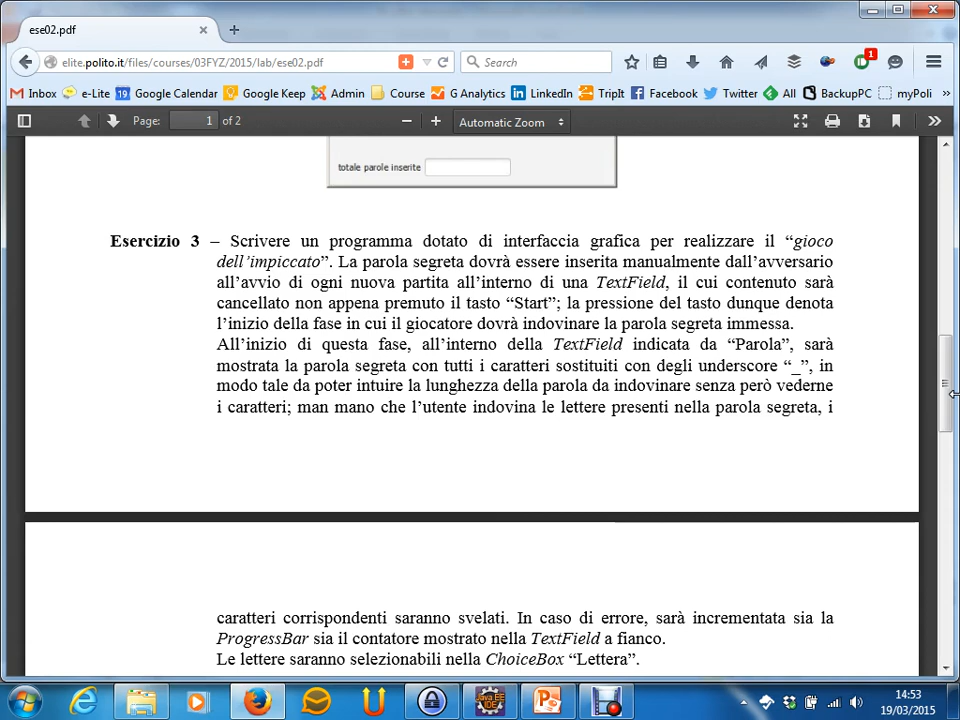 ese02.pdf
elite.polito.it/files/courses/03FYZ/2015/lab/ese02.pdf
Search
1
Inbox
e-Lite
19
Google Calendar
Google Keep
Admin
Course
G Analytics
LinkedIn
TripIt
Facebook
Twitter
All
BackupPC
myPoli
»
Page:
1
of 2
Automatic Zoom
totale parole inserite
Esercizio 3 – Scrivere un programma dotato di interfaccia grafica per realizzare il “gioco
dell’impiccato”. La parola segreta dovrà essere inserita manualmente dall’avversario
all’avvio di ogni nuova partita all’interno di una TextField, il cui contenuto sarà
cancellato non appena premuto il tasto “Start”; la pressione del tasto dunque denota
l’inizio della fase in cui il giocatore dovrà indovinare la parola segreta immessa.
All’inizio di questa fase, all’interno della TextField indicata da “Parola”, sarà
mostrata la parola segreta con tutti i caratteri sostituiti con degli underscore “_”, in
modo tale da poter intuire la lunghezza della parola da indovinare senza però vederne
i caratteri; man mano che l’utente indovina le lettere presenti nella parola segreta, i
caratteri corrispondenti saranno svelati. In caso di errore, sarà incrementata sia la
ProgressBar sia il contatore mostrato nella TextField a fianco.
Le lettere saranno selezionabili nella ChoiceBox “Lettera”.
Java EE
IDE
14:53
19/03/2015